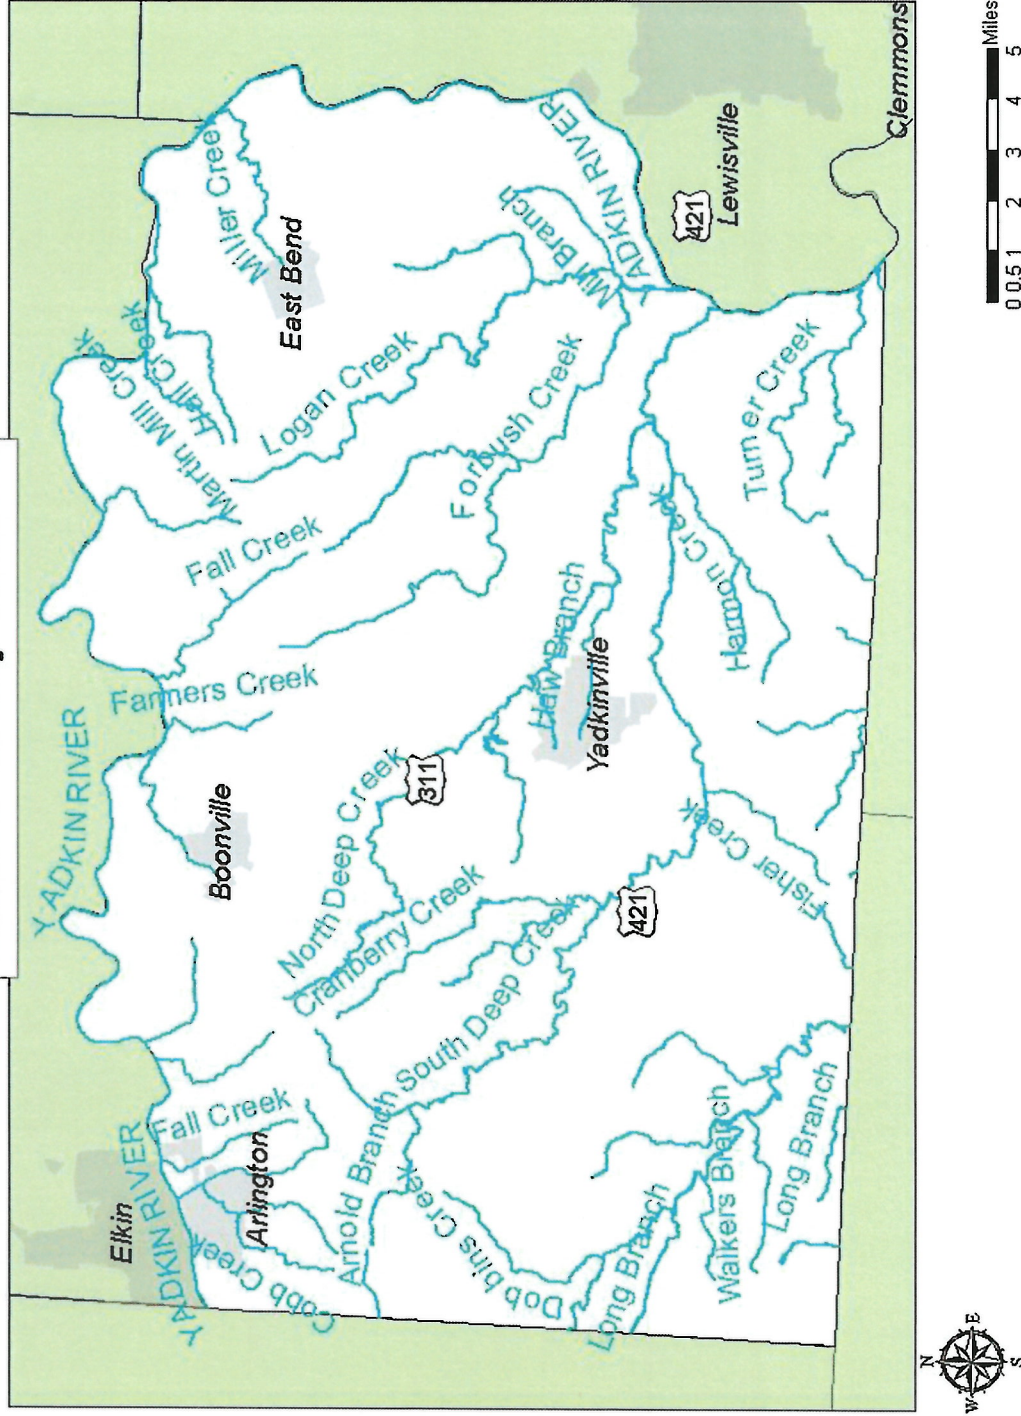 YADKIN RIVER
YADKIN RIVER
YADKIN RIVER
Elkin
Arlington
Boonville
East Bend
Yadkinville
Lewisville
Clemmons
Cobb Creek
Fall Creek
Arnold Branch
Dobbins Creek
Long Branch
Walkers Branch
Long Branch
South Deep Creek
Cranberry Creek
North Deep Creek
Farmers Creek
Fall Creek
Martin Mill Creek
Hall Creek
Miller Cree
Logan Creek
Forbush Creek
Mill Branch
Haw Branch
Harmon Creek
Turner Creek
Fisher Creek
311
421
421
N
E
S
W
0 0.5 1 2 3 4 5
Miles